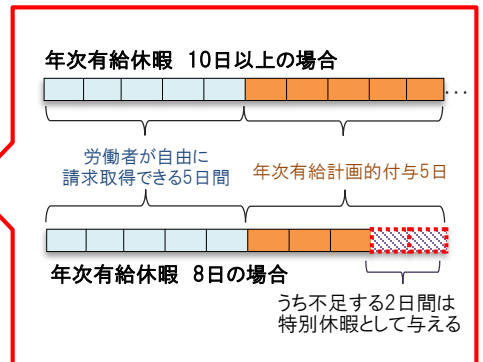 年次有給休暇 10日以上の場合
...
労働者が自由に
請求取得できる5日間
年次有給計画的付与5日
年次有給休暇 8日の場合
うち不足する2日間は
特別休暇として与える